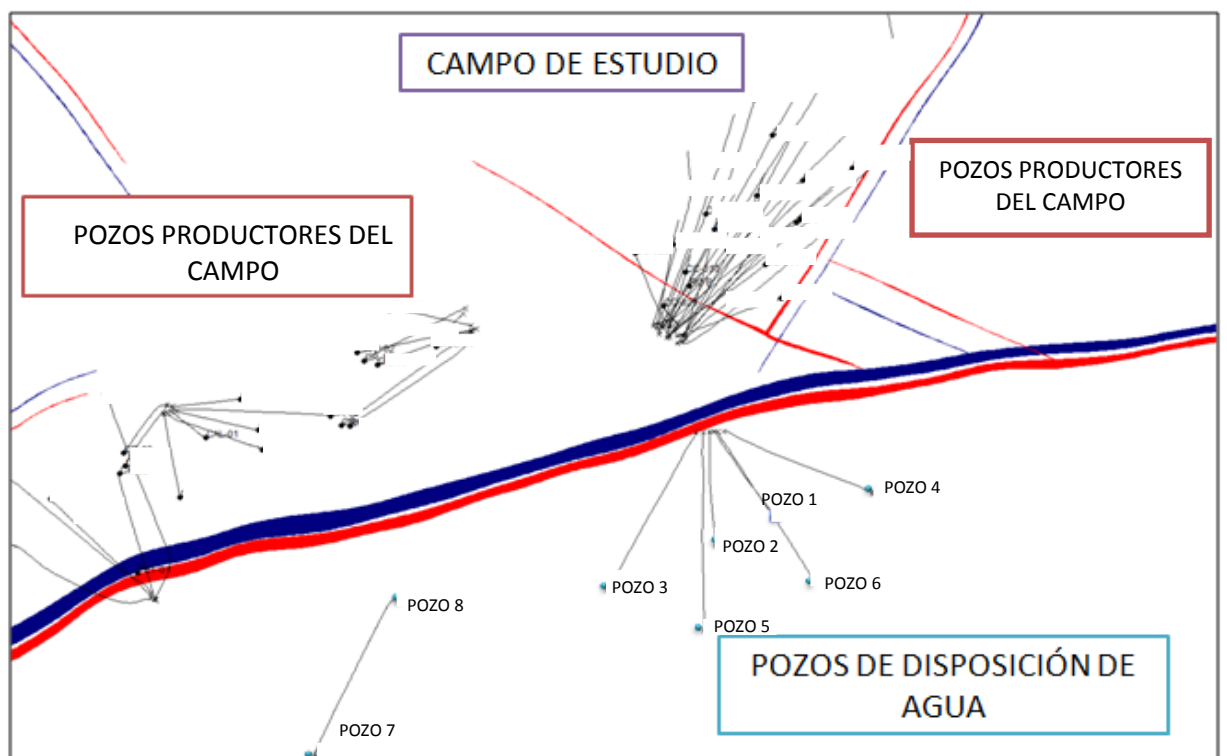 CAMPO DE ESTUDIO
POZOS PRODUCTORES
DEL CAMPO
POZOS PRODUCTORES DEL
CAMPO
POZO 4
POZO 1
POZO 2
POZO 3
POZO 6
POZO 8
POZO 5
POZOS DE DISPOSICIÓN DE
AGUA
POZO 7